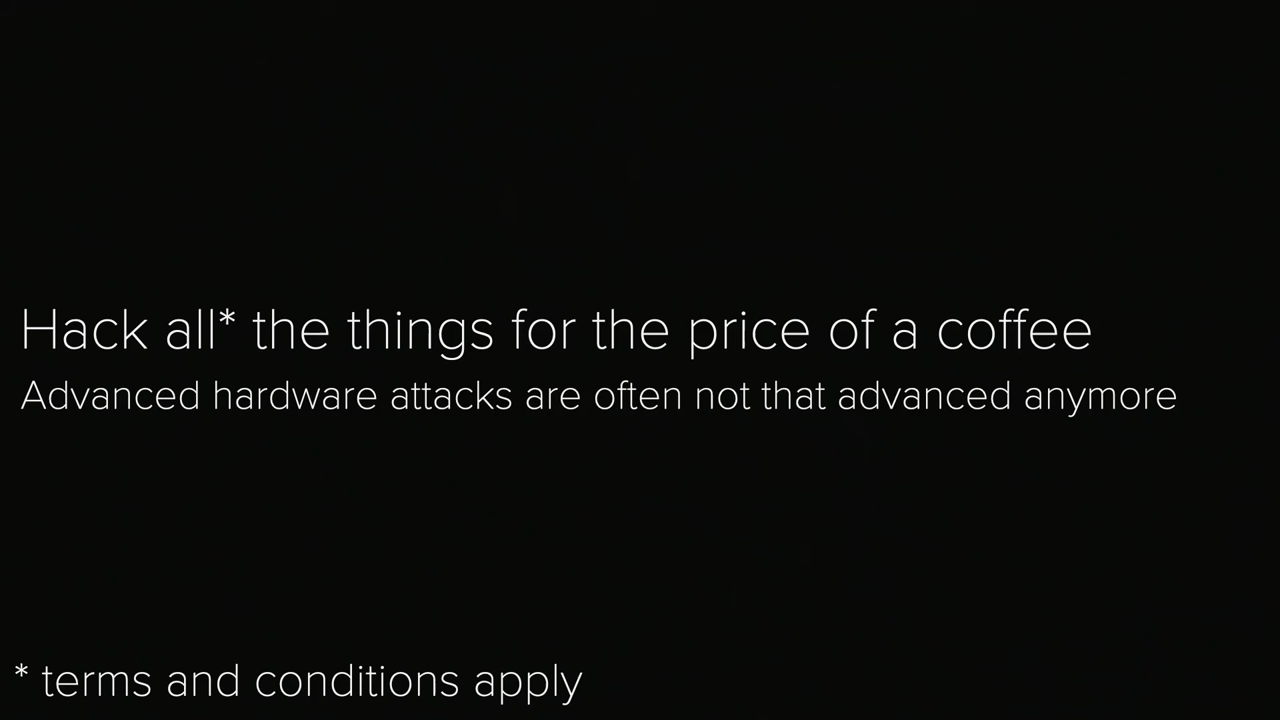 Hack all* the things for the price of a coffee
Advanced hardware attacks are often not that advanced anymore
* terms and conditions apply